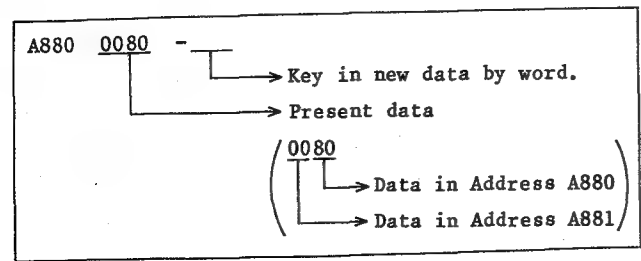 A880 0080 -
Key in new data by word.
Present data
0080
Data in Address A880
Data in Address A881